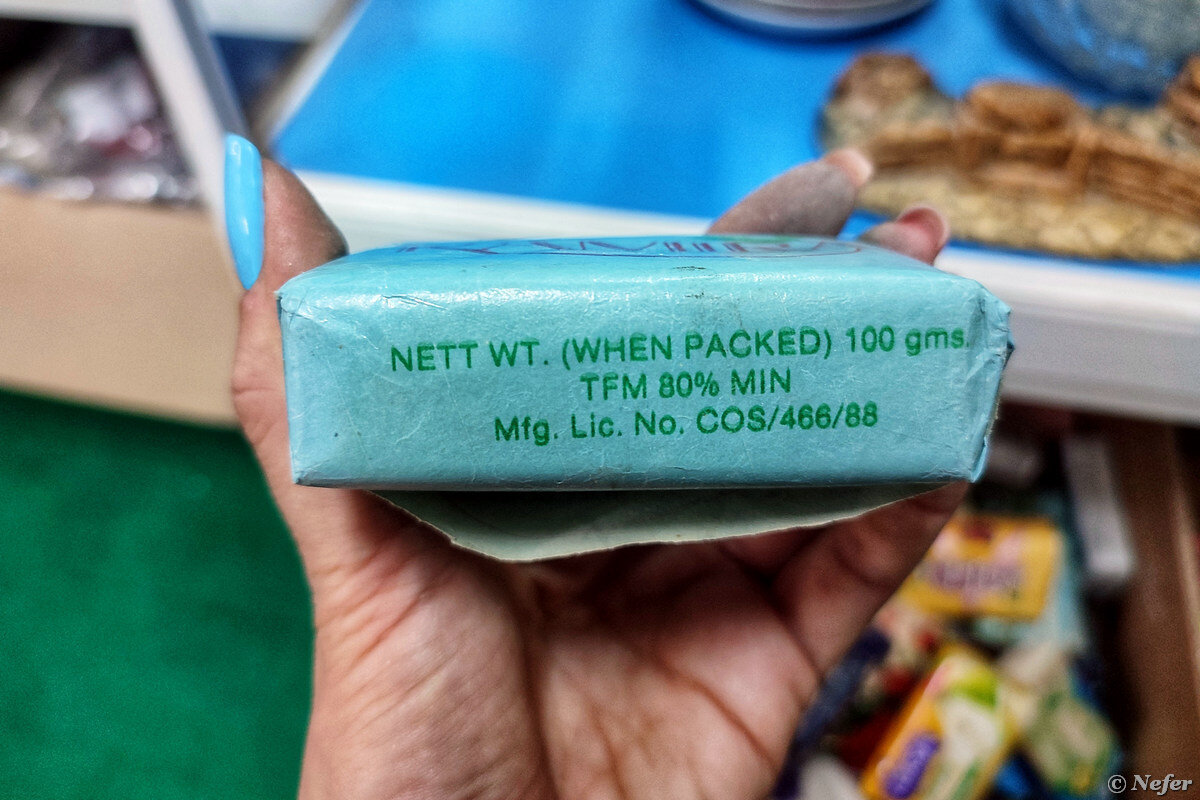 NETT WT. (WHEN PACKED) 100 gms.
TFM 80% MIN
Mfg. Lic. No. COS/466/88
© Nefer